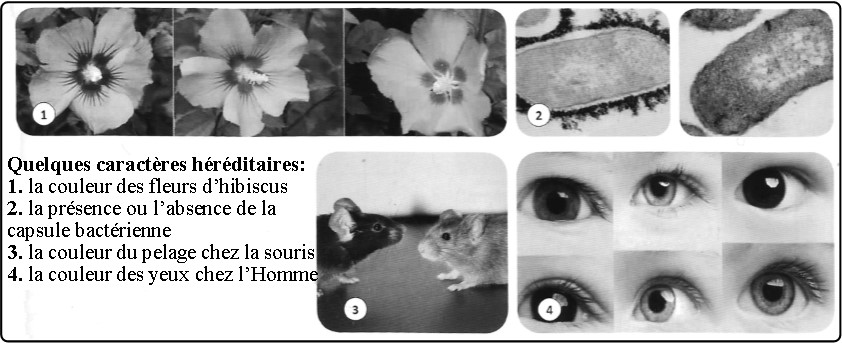 1
2
Quelques caractères héréditaires:
1. la couleur des fleurs d'hibiscus
2. la présence ou l'absence de la
capsule bactérienne
3. la couleur du pelage chez la souris
4. la couleur des yeux chez l'Homme
3
4